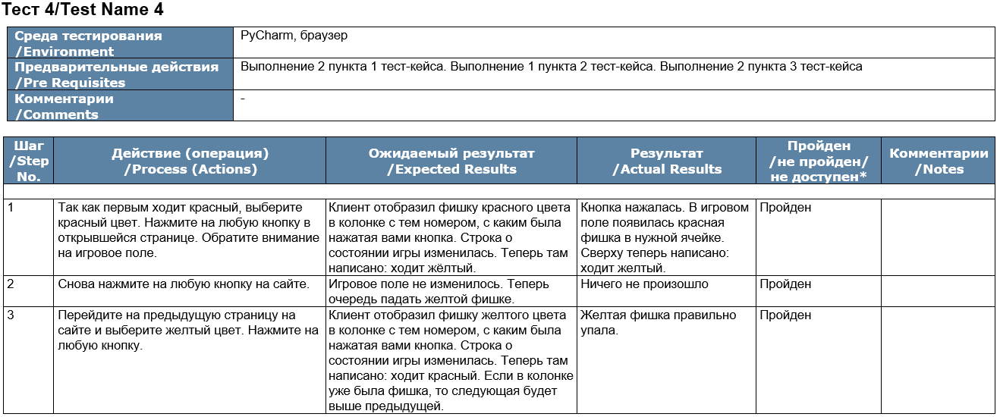 Тест 4/Test Name 4
Среда тестирования
/Environment
PyCharm, браузер
Предварительные действия
/Pre Requisites
Выполнение 2 пункта 1 тест-кейса. Выполнение 1 пункта 2 тест-кейса. Выполнение 2 пункта 3 тест-кейса
Комментарии
/Comments
-
Шаг
/Step
No.
Действие (операция)
/Process (Actions)
Ожидаемый результат
/Expected Results
Результат
/Actual Results
Пройден
/не пройден/
не доступен*
Комментарии
/Notes
1
Так как первым ходит красный, выберите
красный цвет. Нажмите на любую кнопку в
открывшейся странице. Обратите внимание
на игровое поле.
Клиент отобразил фишку красного цвета
в колонке с тем номером, с каким была
нажатая вами кнопка. Строка о
состоянии игры изменилась. Теперь там
написано: ходит жёлтый.
Кнопка нажалась. В игровом
поле появилась красная
фишка в нужной ячейке.
Сверху теперь написано:
ходит желтый.
Пройден
2
Снова нажмите на любую кнопку на сайте.
Игровое поле не изменилось. Теперь
очередь падать желтой фишке.
Ничего не произошло
Пройден
3
Перейдите на предыдущую страницу на
сайте и выберите желтый цвет. Нажмите на
любую кнопку.
Клиент отобразил фишку желтого цвета
в колонке с тем номером, с каким была
нажатая вами кнопка. Строка о
состоянии игры изменилась. Теперь там
написано: ходит красный. Если в колонке
уже была фишка, то следующая будет
выше предыдущей.
Желтая фишка правильно
упала.
Пройден